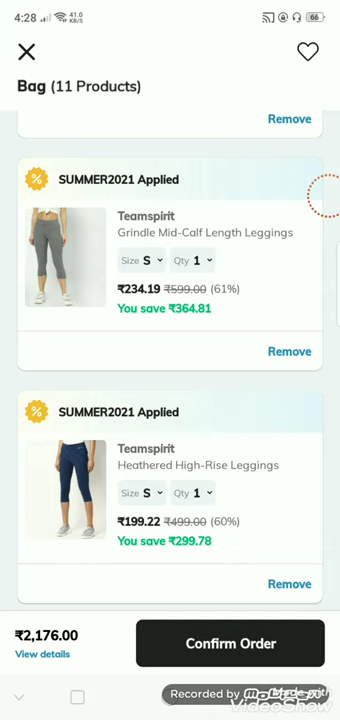 4:28 41.0 KB/S 66
Bag (11 Products)
Remove
SUMMER2021 Applied
Teamspirit
Grindle Mid-Calf Length Leggings
Size S Qty 1
₹234.19 ₹599.00 (61%)
You save ₹364.81
Remove
SUMMER2021 Applied
Teamspirit
Heathered High-Rise Leggings
Size S Qty 1
₹199.22 ₹499.00 (60%)
You save ₹299.78
Remove
₹2,176.00
View details
Confirm Order
Recorded by
Made with
VideoShow